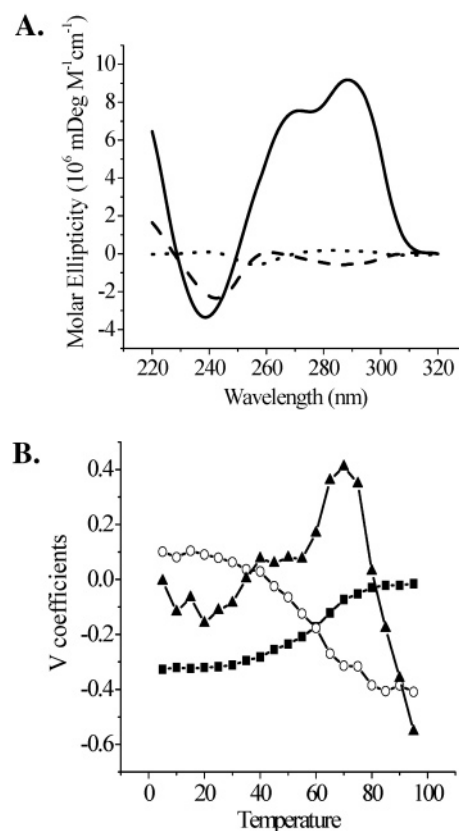 A.
Molar Ellipticity (10⁶ mDeg M⁻¹cm⁻¹)
10
8
6
4
2
0
-2
-4
220 240 260 280 300 320
Wavelength (nm)
B.
V coefficients
0.4
0.2
0.0
-0.2
-0.4
-0.6
0 20 40 60 80 100
Temperature